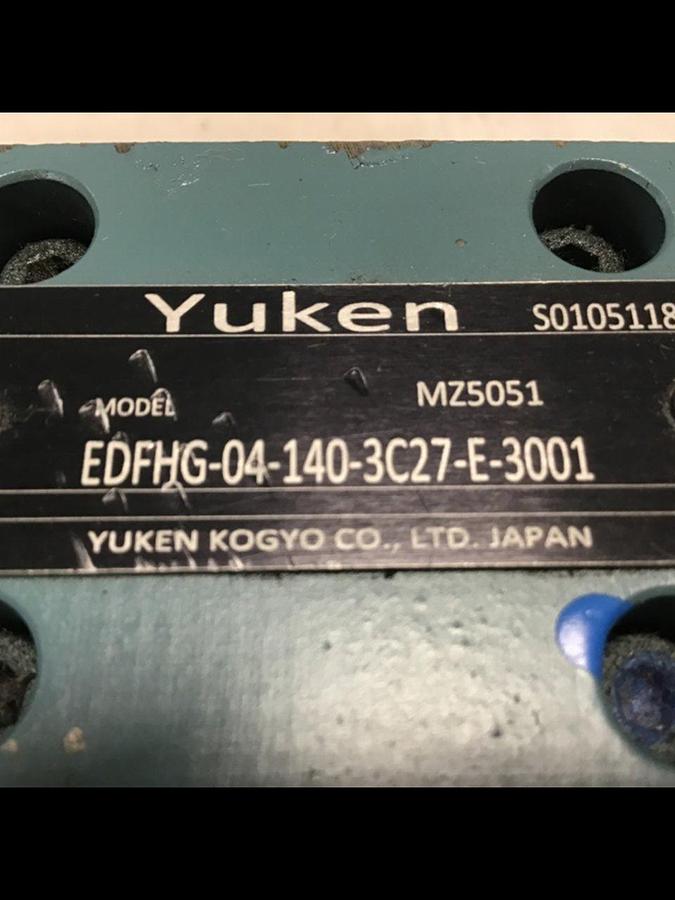 Yuken S0105118
MODEL MZ5051
EDFHG-04-140-3C27-E-3001
YUKEN KOGYO CO., LTD. JAPAN